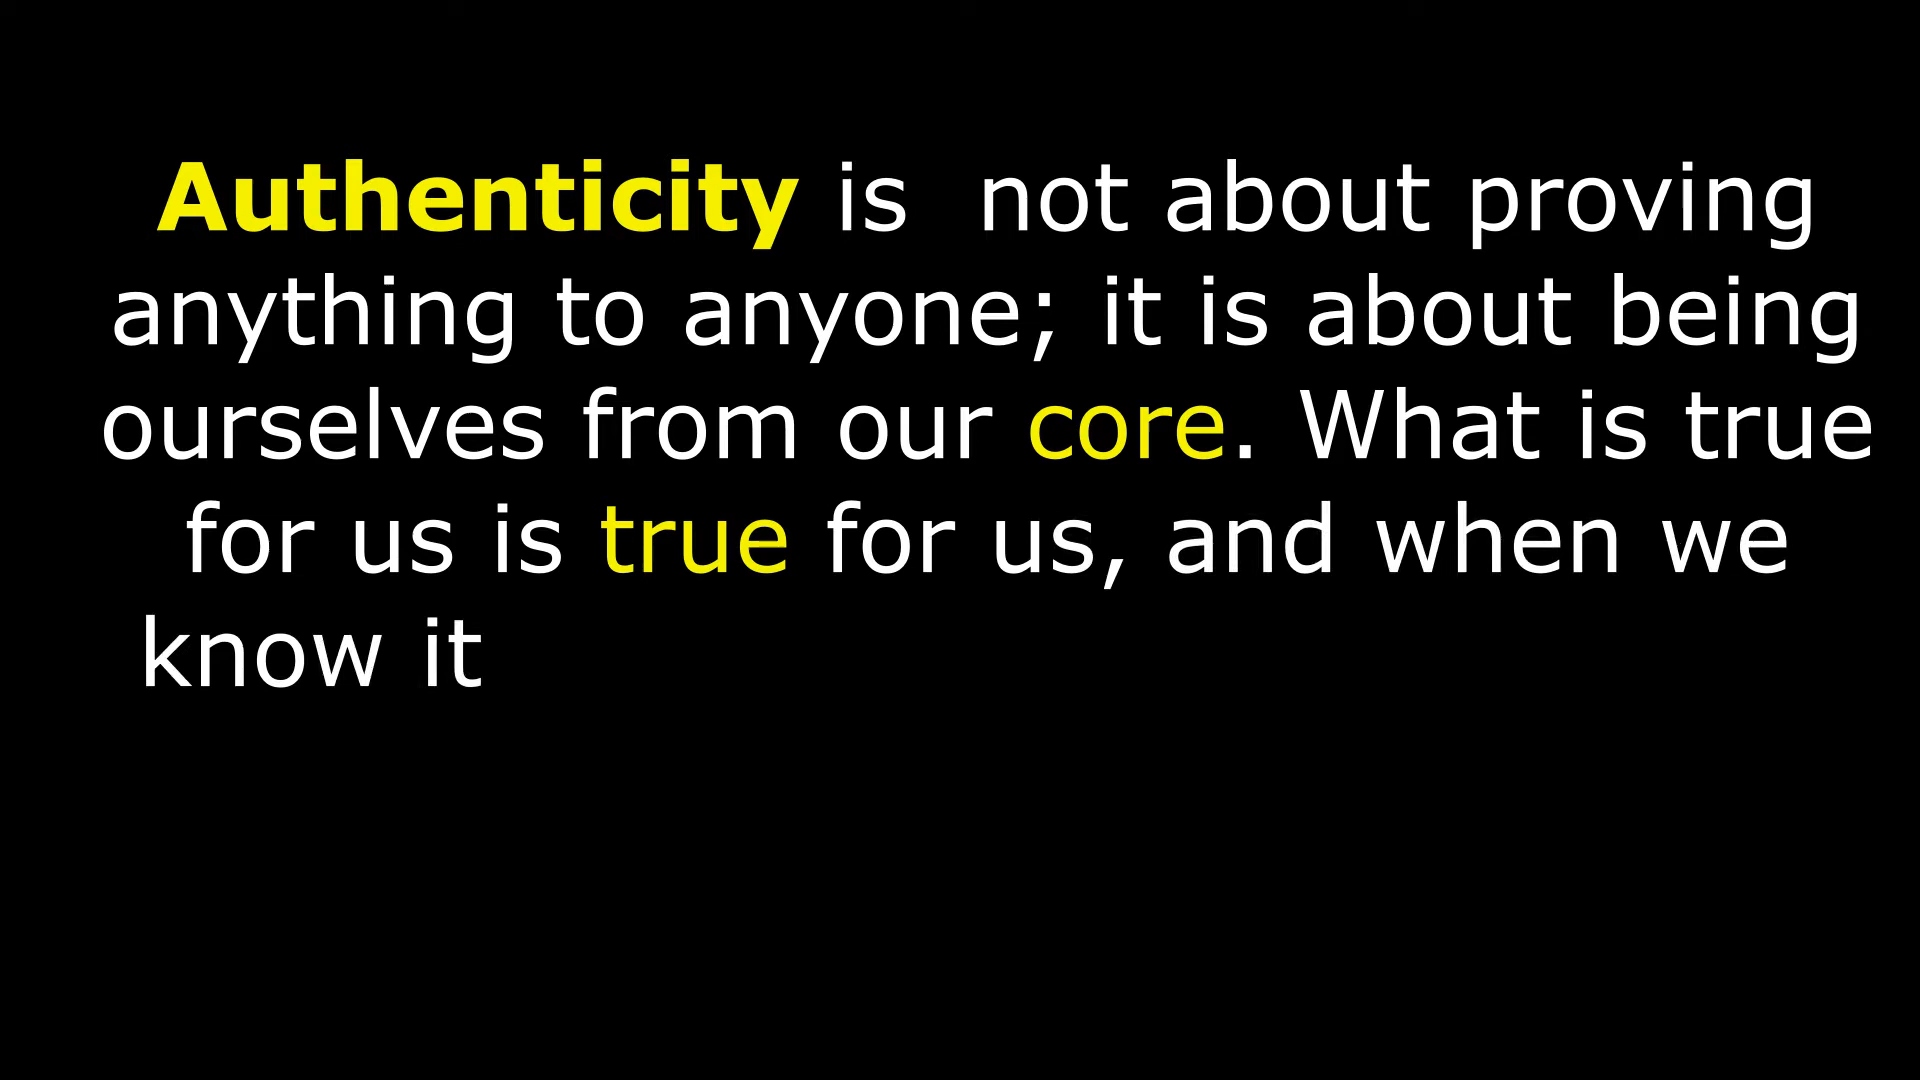 Authenticity is  not about proving
anything to anyone; it is about being
ourselves from our core. What is true
for us is true for us, and when we
know it